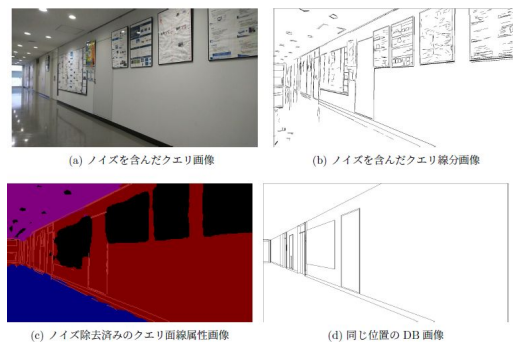 (a) ノイズを含んだクエリ画像
(b) ノイズを含んだクエリ線分画像
(c) ノイズ除去済みのクエリ面線属性画像
(d) 同じ位置の DB 画像